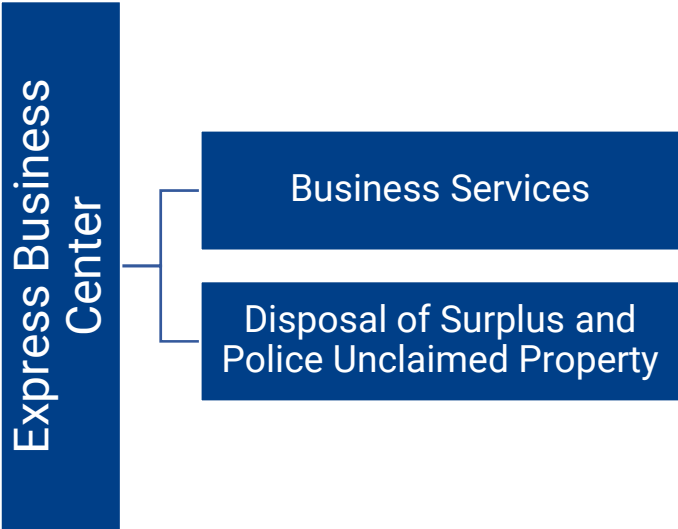 Express Business
Center
Business Services
Disposal of Surplus and
Police Unclaimed Property